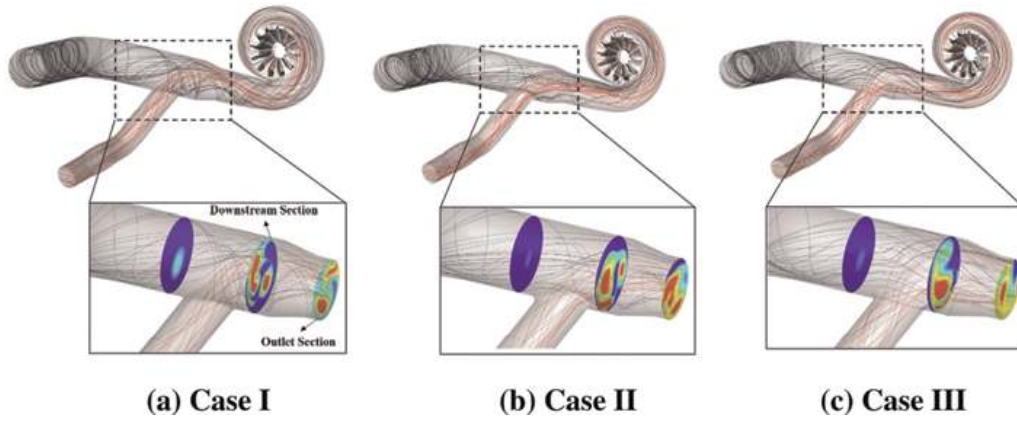 Downstream Section
Outlet Section
(a) Case I
(b) Case II
(c) Case III